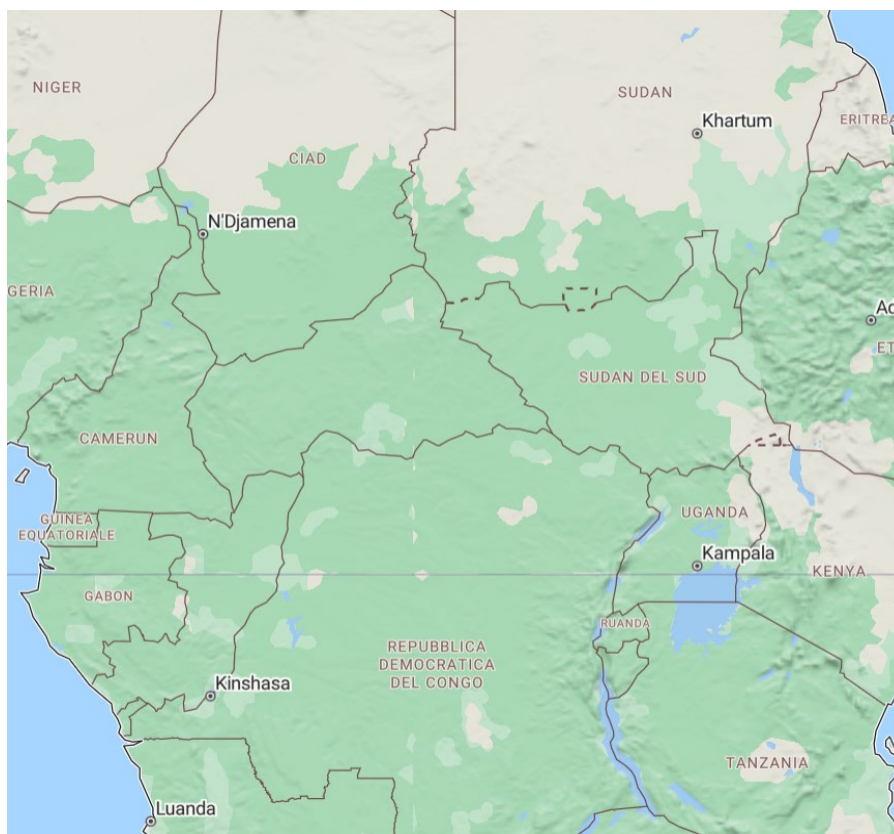 NIGER
SUDAN
Khartum
ERITREA
CIAD
N'Djamena
GERIA
Ad
ET
SUDAN DEL SUD
CAMERUN
GUINEA
EQUATORIALE
UGANDA
Kampala
KENYA
GABON
RUANDA
REPUBBLICA
DEMOCRATICA
DEL CONGO
Kinshasa
TANZANIA
Luanda